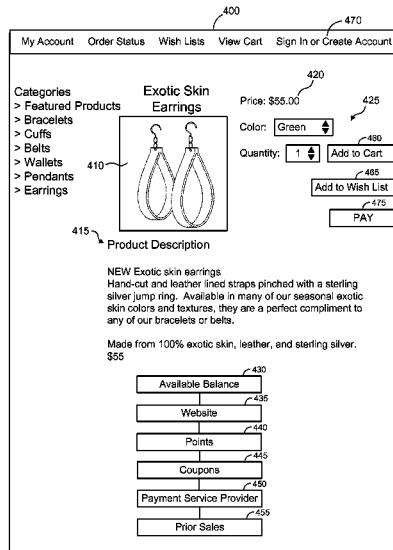 400
470
My Account Order Status Wish Lists View Cart Sign In or Create Account
Categories
> Featured Products
> Bracelets
> Cuffs
> Belts
> Wallets
> Pendants
> Earrings
Exotic Skin
Earrings
410
420
Price: $55.00
425
Color: Green
460
Quantity: 1 Add to Cart
465
Add to Wish List
475
PAY
415
Product Description
NEW Exotic skin earrings
Hand-cut and leather lined straps pinched with a sterling
silver jump ring. Available in many of our seasonal exotic
skin colors and textures, they are a perfect compliment to
any of our bracelets or belts.
Made from 100% exotic skin, leather, and sterling silver.
$55
430
Available Balance
435
Website
440
Points
445
Coupons
450
Payment Service Provider
455
Prior Sales